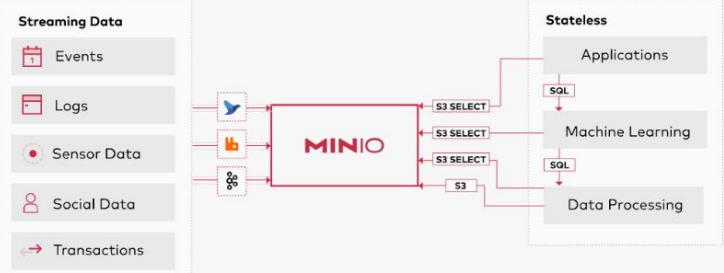 Streaming Data
Events
1
Logs
Sensor Data
Social Data
Transactions
MINIO
S3 SELECT
S3 SELECT
S3 SELECT
S3
Stateless
Applications
SQL
Machine Learning
SQL
Data Processing